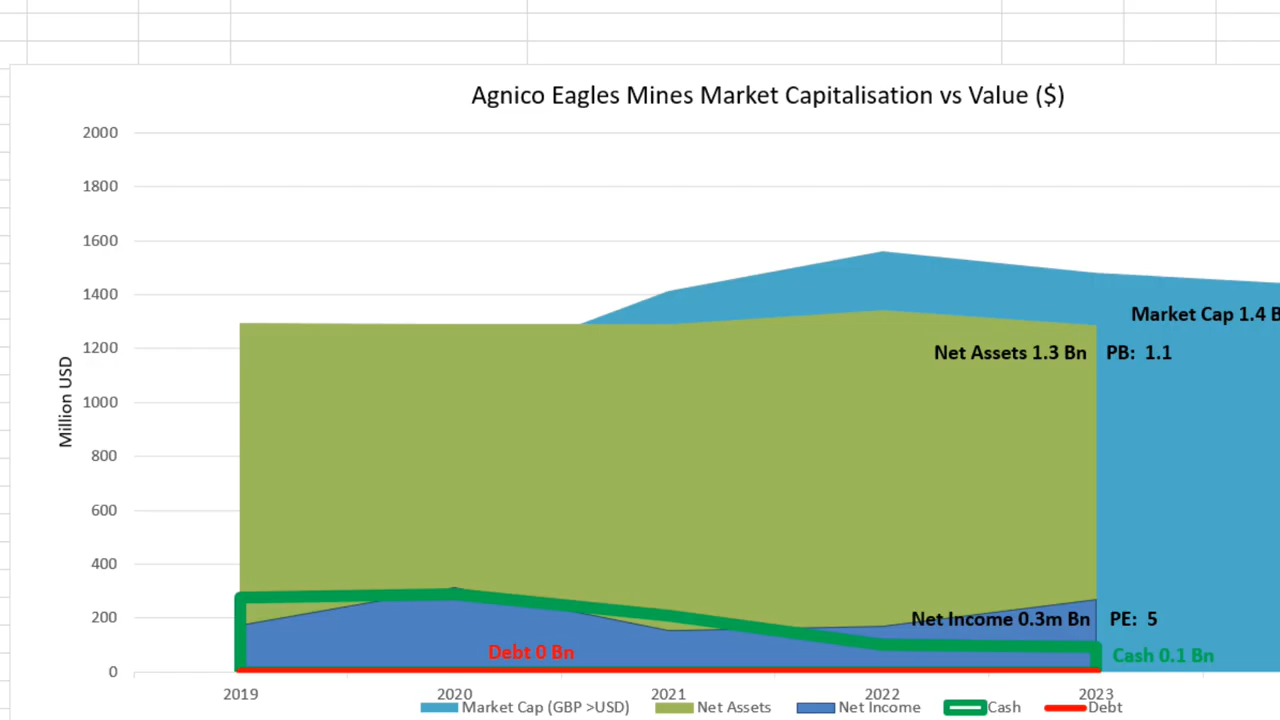 Agnico Eagles Mines Market Capitalisation vs Value ($)
2000
1800
1600
1400
1200
1000
800
600
400
200
0
Million USD
Market Cap 1.4 B
Net Assets 1.3 Bn
PB: 1.1
Net Income 0.3m Bn
PE: 5
Debt 0 Bn
Cash 0.1 Bn
2019
2020
2021
2022
2023
Market Cap (GBP >USD)
Net Assets
Net Income
Cash
Debt